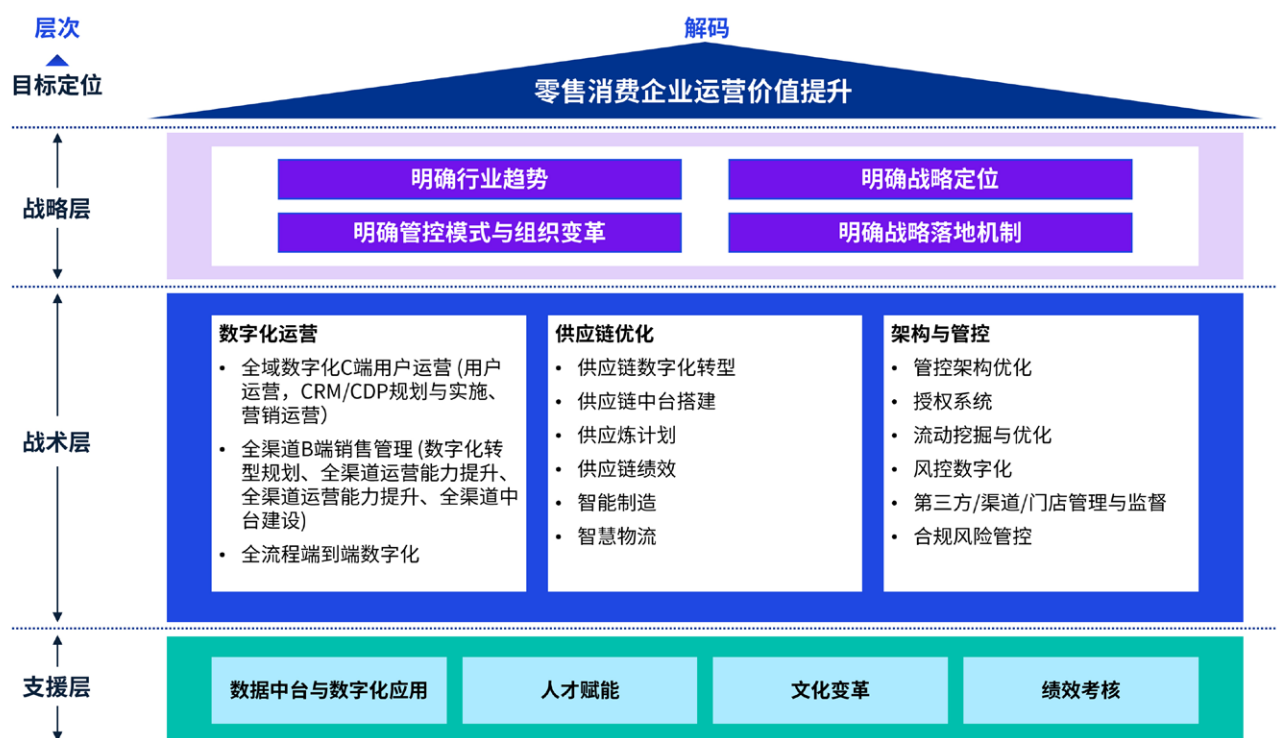 层次
解码
目标定位
零售消费企业运营价值提升
战略层
明确行业趋势
明确战略定位
明确管控模式与组织变革
明确战略落地机制
战术层
数字化运营
• 全域数字化C端用户运营 (用户
运营，CRM/CDP规划与实施、
营销运营）
• 全渠道B端销售管理 (数字化转
型规划、全渠道运营能力提升、
全渠道运营能力提升、全渠道中
台建设)
• 全流程端到端数字化
供应链优化
• 供应链数字化转型
• 供应链中台搭建
• 供应炼计划
• 供应链绩效
• 智能制造
• 智慧物流
架构与管控
• 管控架构优化
• 授权系统
• 流动挖掘与优化
• 风控数字化
• 第三方/渠道/门店管理与监督
• 合规风险管控
支援层
数据中台与数字化应用
人才赋能
文化变革
绩效考核